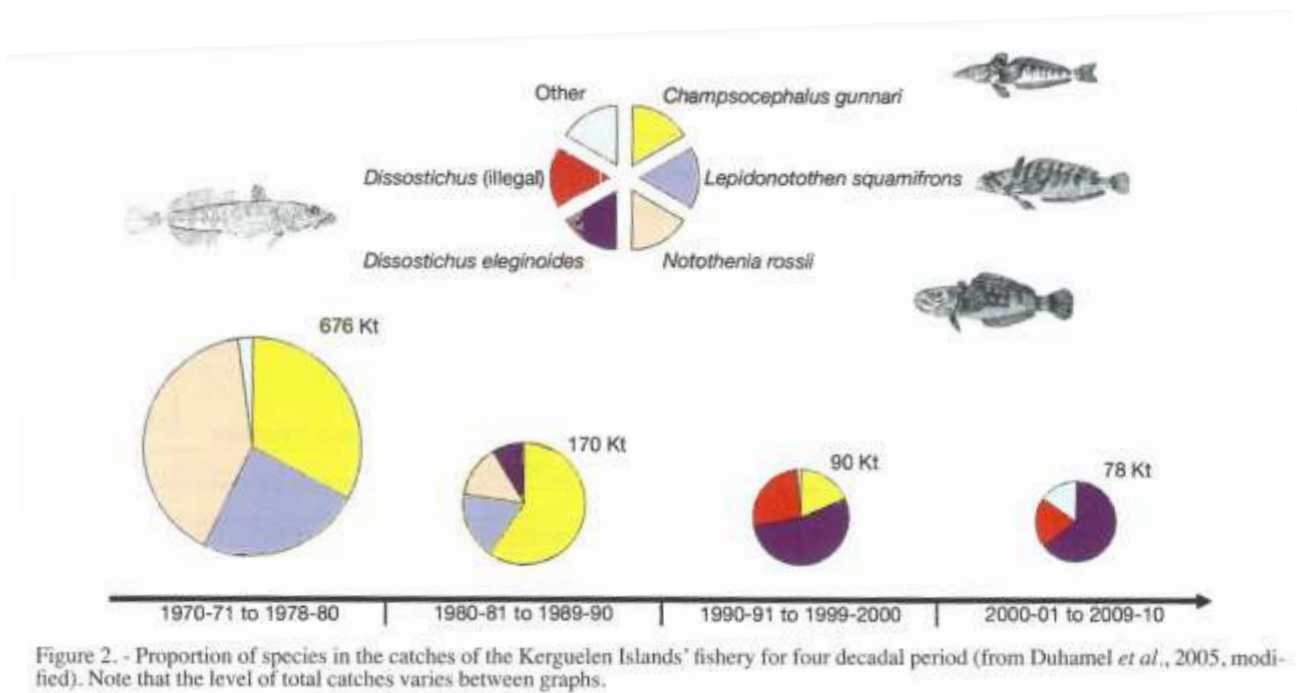 Other
Champsocephalus gunnari
Dissostichus (illegal)
Lepidonotothen squamifrons
Dissostichus eleginoides
Notothenia rossii
676 Kt
170 Kt
90 Kt
78 Kt
1970-71 to 1978-80
1980-81 to 1989-90
1990-91 to 1999-2000
2000-01 to 2009-10
Figure 2. - Proportion of species in the catches of the Kerguelen Islands' fishery for four decadal period (from Duhamel et al., 2005, modi-
fied). Note that the level of total catches varies between graphs.